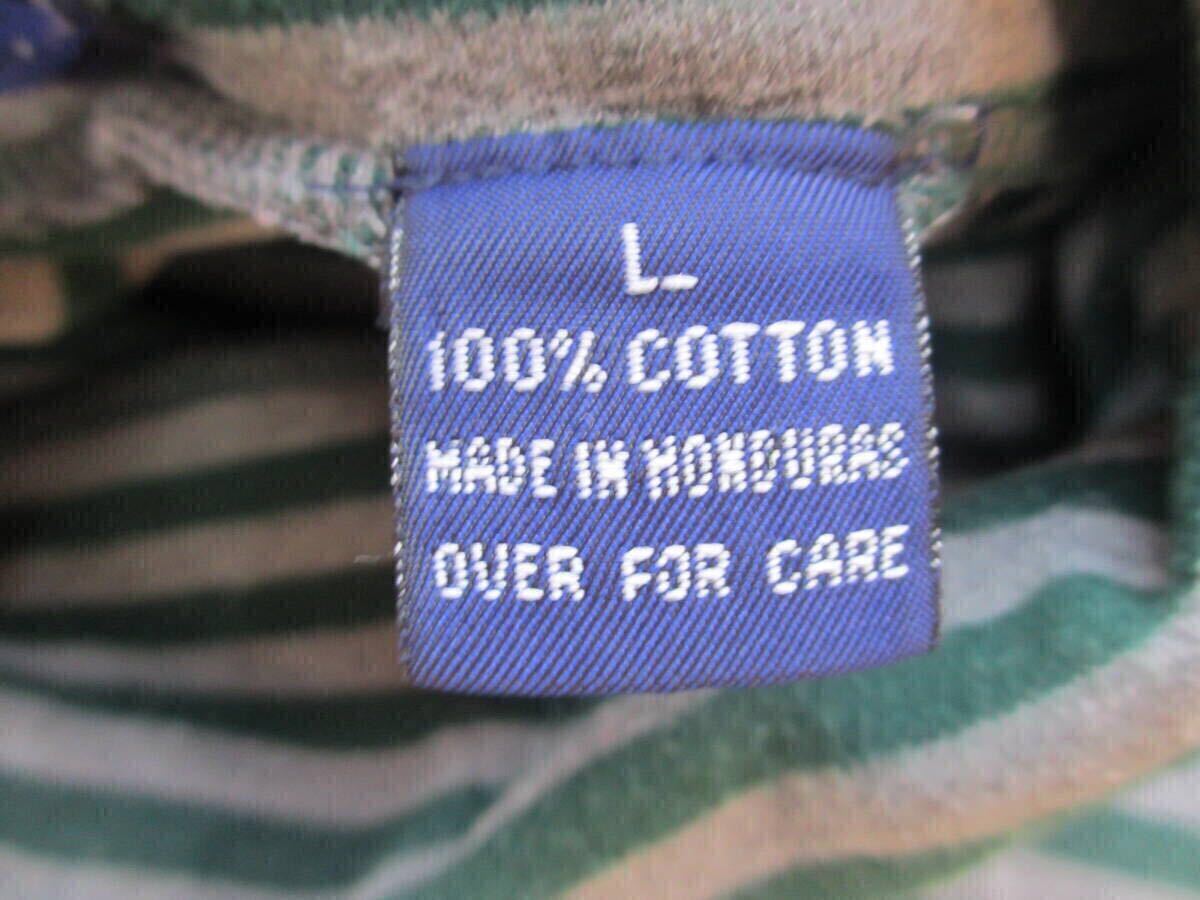 L
100% COTTON
MADE IN HONDURAS
OVER FOR CARE